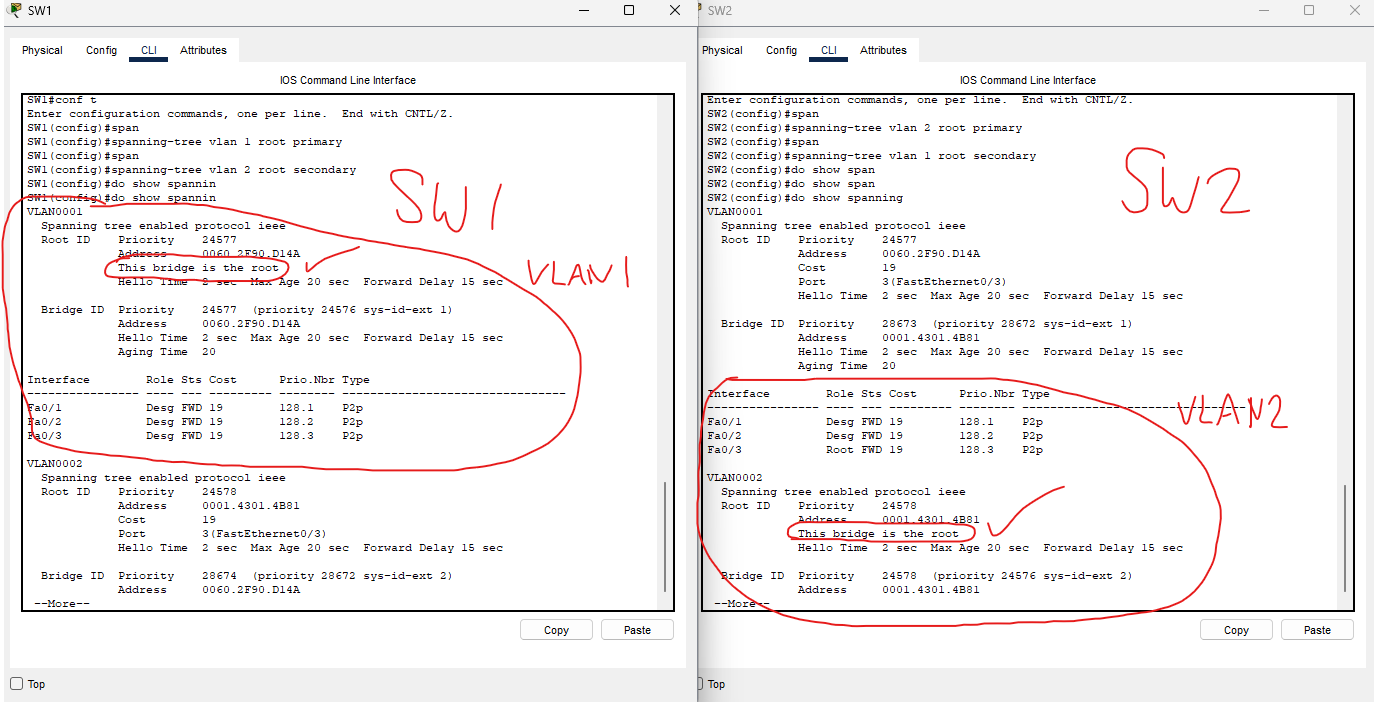 SW1
Physical Config CLI Attributes
IOS Command Line Interface
SW1#conf t
Enter configuration commands, one per line.  End with CNTL/Z.
SW1(config)#span
SW1(config)#spanning-tree vlan 1 root primary
SW1(config)#span
SW1(config)#spanning-tree vlan 2 root secondary
SW1(config)#do show spannin
SW1(config)#do show spannin
VLAN0001
  Spanning tree enabled protocol ieee
  Root ID    Priority    24577
             Address     0060.2F90.D14A
             This bridge is the root
             Hello Time  2 sec  Max Age 20 sec  Forward Delay 15 sec
  Bridge ID  Priority    24577  (priority 24576 sys-id-ext 1)
             Address     0060.2F90.D14A
             Hello Time  2 sec  Max Age 20 sec  Forward Delay 15 sec
             Aging Time  20
Interface        Role Sts Cost      Prio.Nbr Type
---------------- ---- --- --------- -------- --------------------------------
Fa0/1            Desg FWD 19        128.1    P2p
Fa0/2            Desg FWD 19        128.2    P2p
Fa0/3            Desg FWD 19        128.3    P2p
VLAN0002
  Spanning tree enabled protocol ieee
  Root ID    Priority    24578
             Address     0001.4301.4B81
             Cost        19
             Port        3(FastEthernet0/3)
             Hello Time  2 sec  Max Age 20 sec  Forward Delay 15 sec
  Bridge ID  Priority    28674  (priority 28672 sys-id-ext 2)
             Address     0060.2F90.D14A
 --More--
SW1
VLAN1
Copy Paste
Top
SW2
Physical Config CLI Attributes
IOS Command Line Interface
Enter configuration commands, one per line.  End with CNTL/Z.
SW2(config)#span
SW2(config)#spanning-tree vlan 2 root primary
SW2(config)#span
SW2(config)#spanning-tree vlan 1 root secondary
SW2(config)#do show span
SW2(config)#do show span
SW2(config)#do show spanning
VLAN0001
  Spanning tree enabled protocol ieee
  Root ID    Priority    24577
             Address     0060.2F90.D14A
             Cost        19
             Port        3(FastEthernet0/3)
             Hello Time  2 sec  Max Age 20 sec  Forward Delay 15 sec
  Bridge ID  Priority    28673  (priority 28672 sys-id-ext 1)
             Address     0001.4301.4B81
             Hello Time  2 sec  Max Age 20 sec  Forward Delay 15 sec
             Aging Time  20
Interface        Role Sts Cost      Prio.Nbr Type
---------------- ---- --- --------- -------- --------------------------------
Fa0/1            Desg FWD 19        128.1    P2p
Fa0/2            Desg FWD 19        128.2    P2p
Fa0/3            Root FWD 19        128.3    P2p
VLAN0002
  Spanning tree enabled protocol ieee
  Root ID    Priority    24578
             Address     0001.4301.4B81
             This bridge is the root
             Hello Time  2 sec  Max Age 20 sec  Forward Delay 15 sec
  Bridge ID  Priority    24578  (priority 24576 sys-id-ext 2)
             Address     0001.4301.4B81
 --More--
SW2
VLAN2
Copy Paste
Top